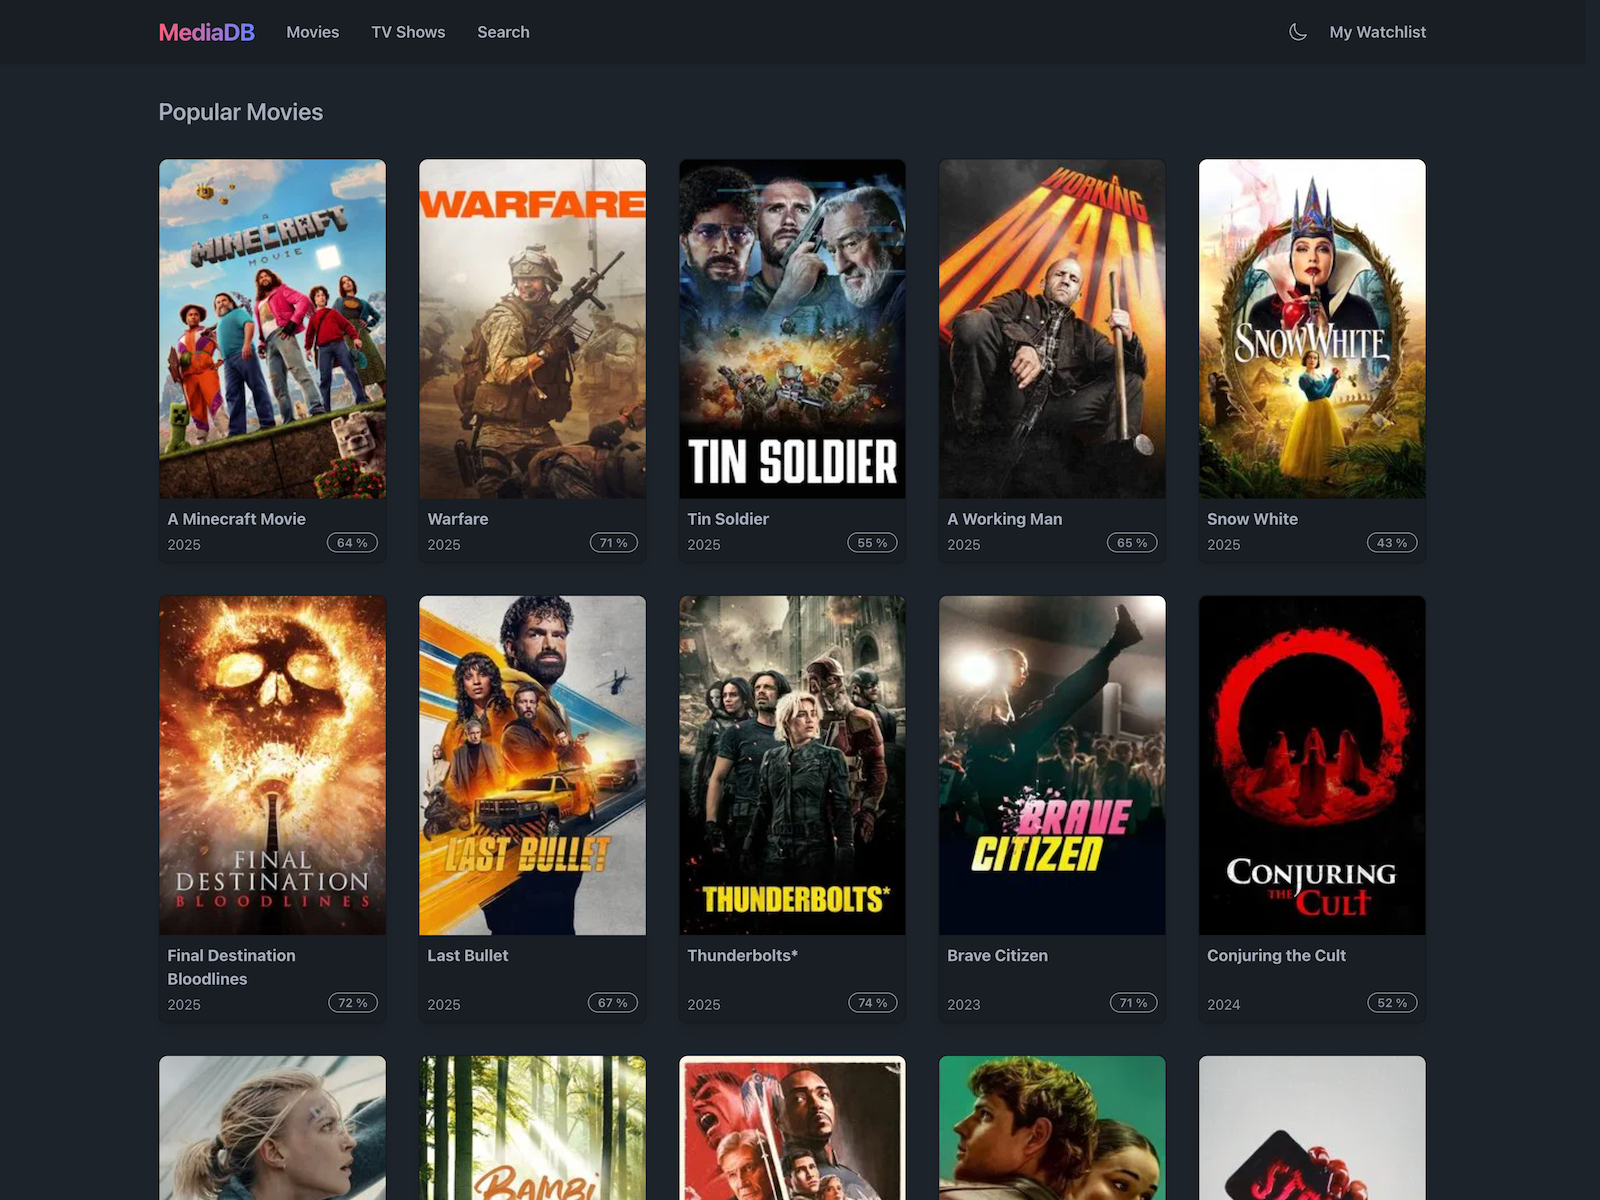 MediaDB Movies TV Shows Search My Watchlist
Popular Movies
A
MINECRAFT
MOVIE
WARFARE
TIN SOLDIER
A
WORKING
MAN
SNOW WHITE
A Minecraft Movie
2025 64 %
Warfare
2025 71 %
Tin Soldier
2025 55 %
A Working Man
2025 65 %
Snow White
2025 43 %
FINAL
DESTINATION
BLOODLINES
LAST BULLET
THUNDERBOLTS*
BRAVE
CITIZEN
CONJURING
THE CULT
Final Destination
Bloodlines
2025 72 %
Last Bullet
2025 67 %
Thunderbolts*
2025 74 %
Brave Citizen
2023 71 %
Conjuring the Cult
2024 52 %
BAMBI